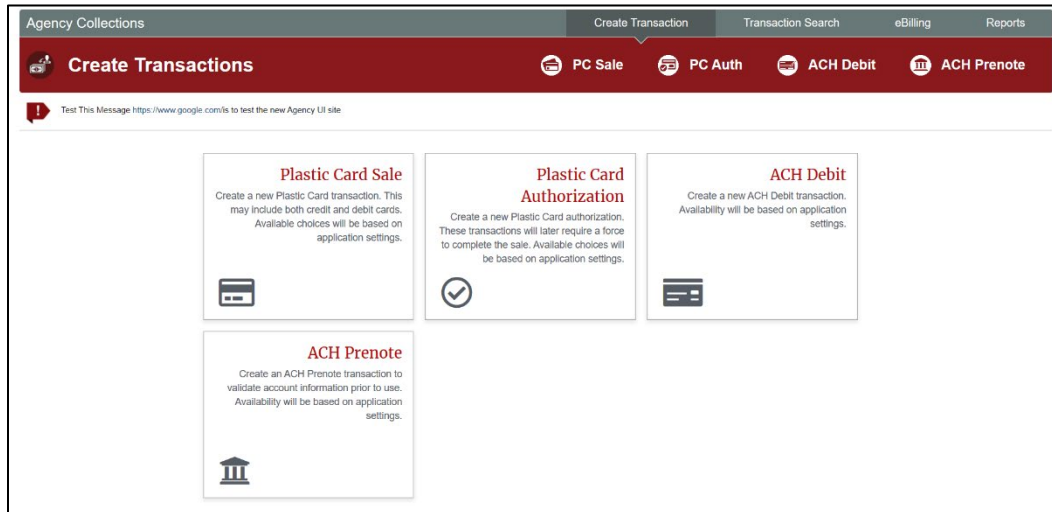 Agency Collections
Create Transaction
Transaction Search
eBilling
Reports
Create Transactions
PC Sale
PC Auth
ACH Debit
ACH Prenote
Test This Message https://www.google.com/is to test the new Agency UI site
Plastic Card Sale
Create a new Plastic Card transaction. This
may include both credit and debit cards.
Available choices will be based on
application settings.
Plastic Card
Authorization
Create a new Plastic Card authorization.
These transactions will later require a force
to complete the sale. Available choices will
be based on application settings.
ACH Debit
Create a new ACH Debit transaction.
Availability will be based on application
settings.
ACH Prenote
Create an ACH Prenote transaction to
validate account information prior to use.
Availability will be based on application
settings.